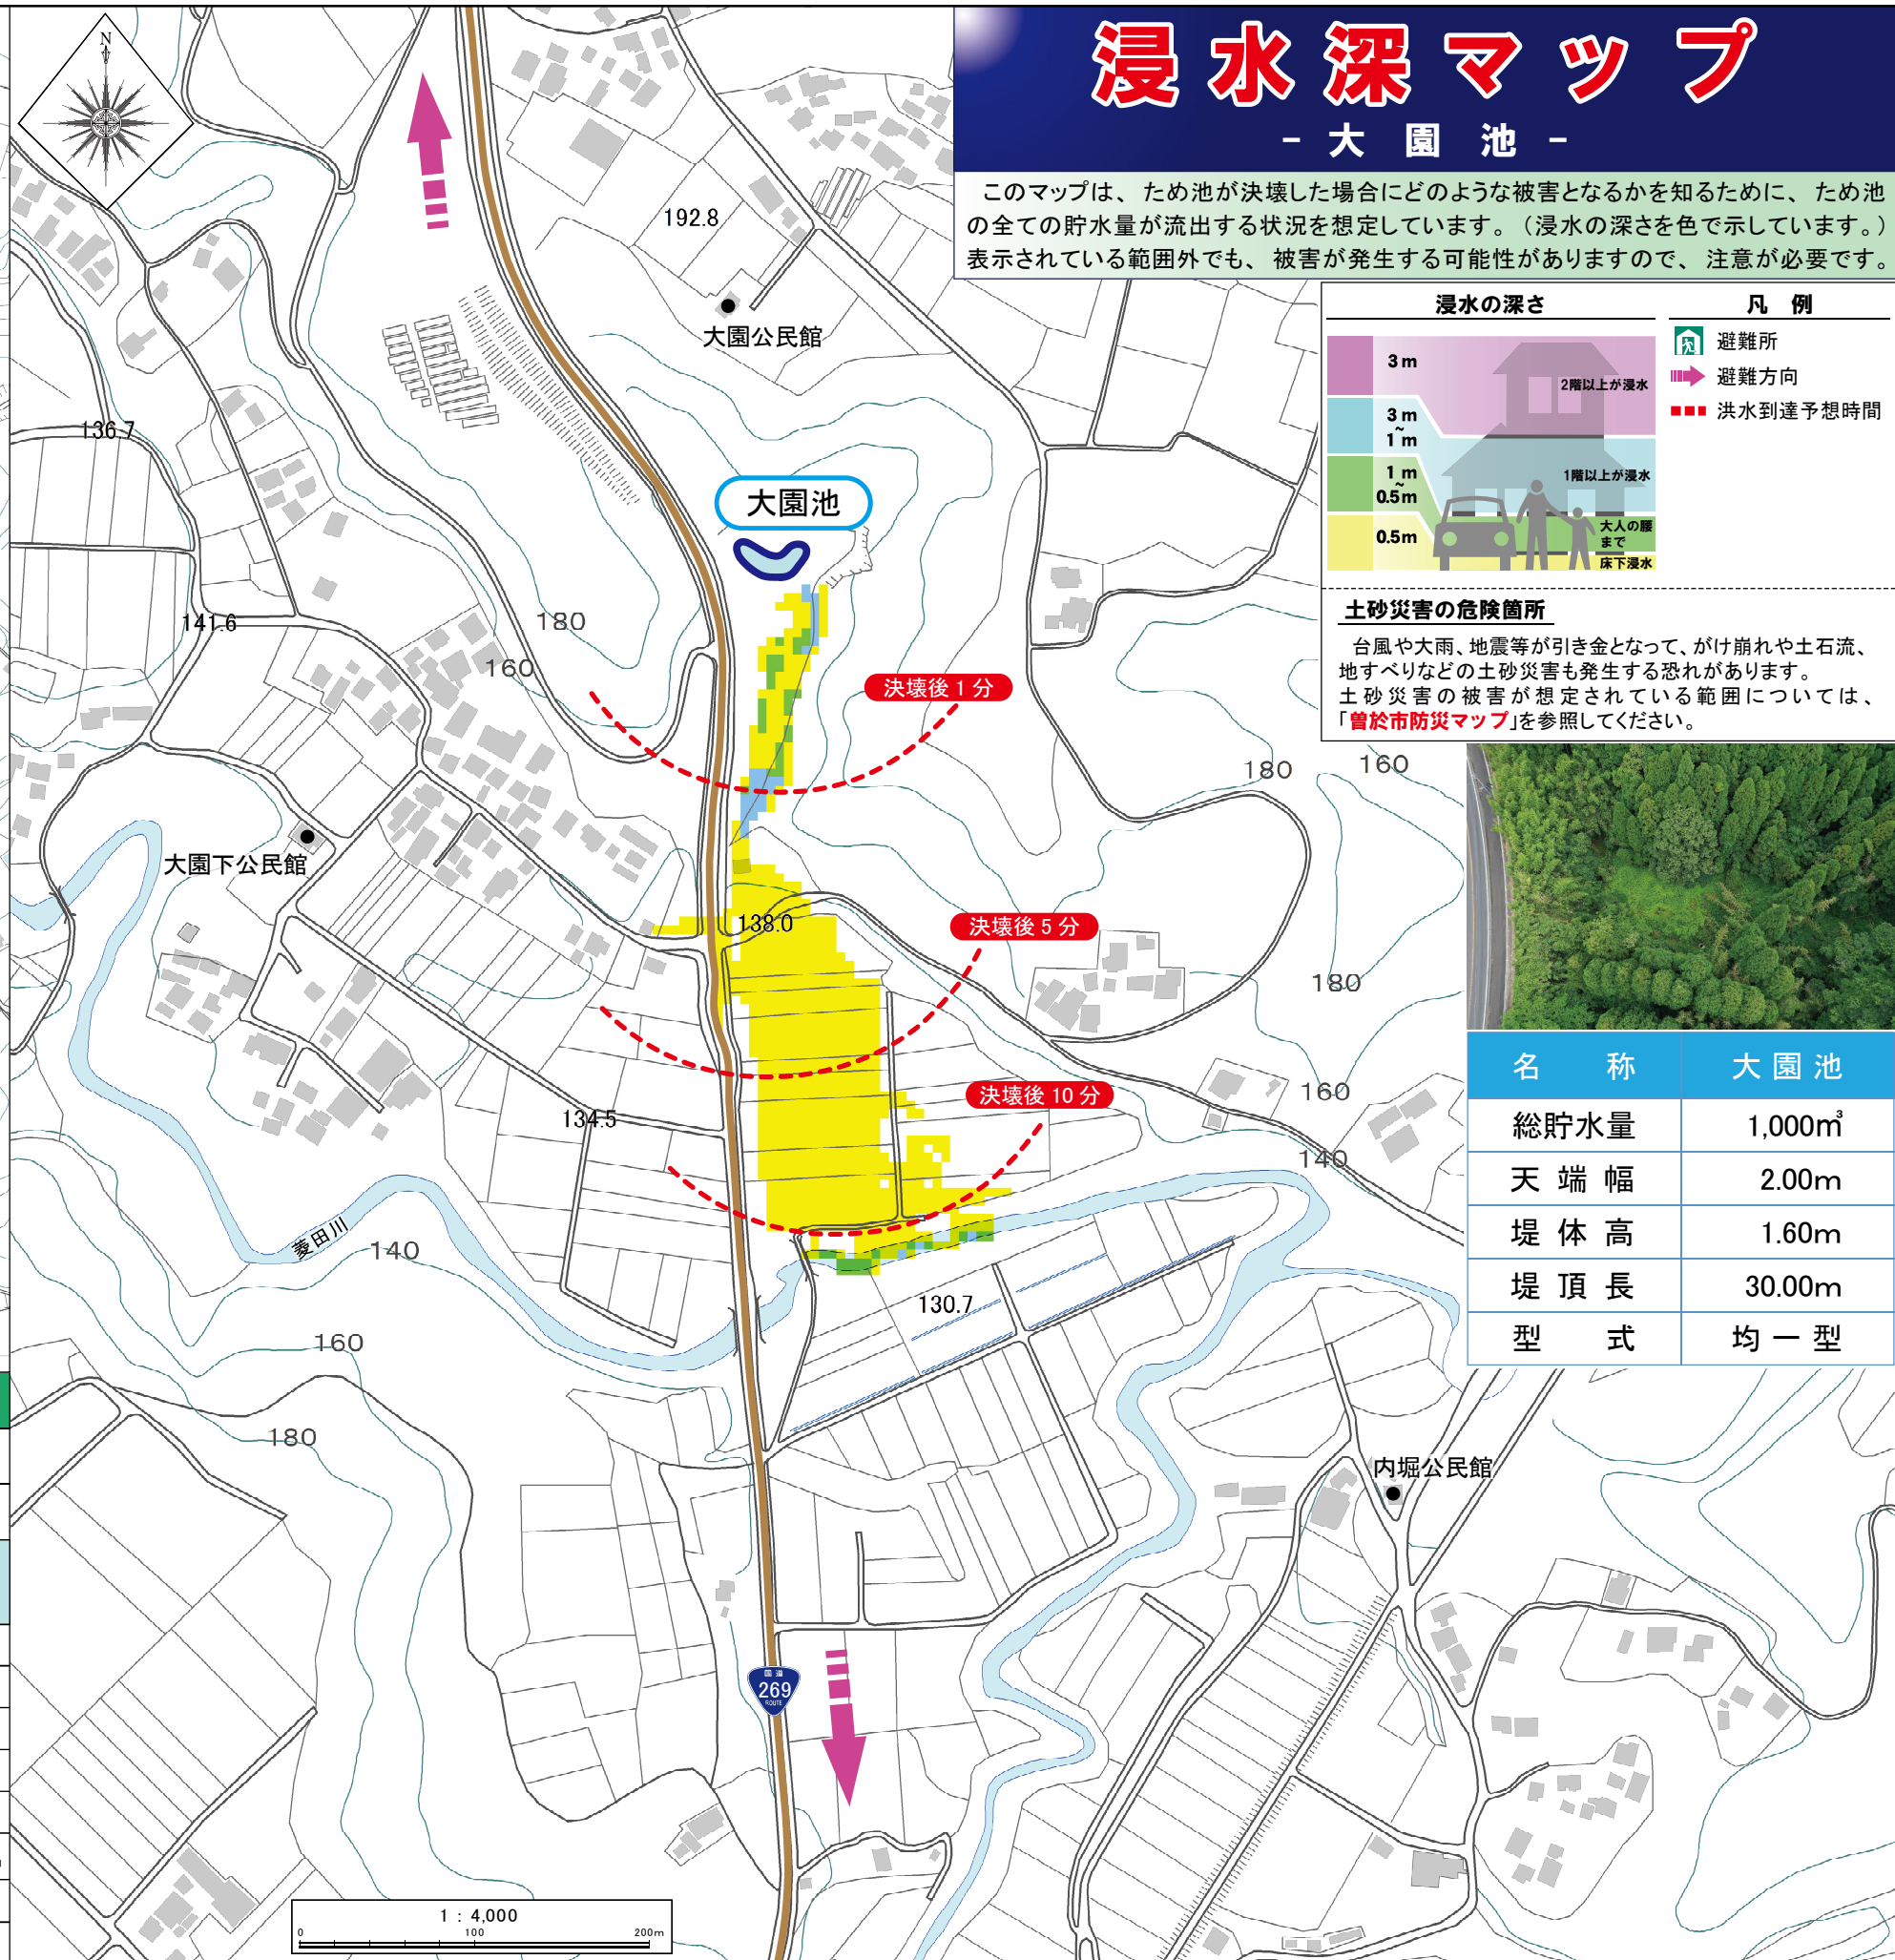 浸水深マップ
- 大園池 -
このマップは、ため池が決壊した場合にどのような被害となるかを知るために、ため池
の全ての貯水量が流出する状況を想定しています。（浸水の深さを色で示しています。）
表示されている範囲外でも、被害が発生する可能性がありますので、注意が必要です。
浸水の深さ
3m
2階以上が浸水
3m
~
1m
1階以上が浸水
1m
~
0.5m
大人の腰
まで
0.5m
床下浸水
凡 例
避難所
避難方向
洪水到達予想時間
土砂災害の危険箇所
台風や大雨、地震等が引き金となって、がけ崩れや土石流、
地すべりなどの土砂災害も発生する恐れがあります。
土砂災害の被害が想定されている範囲については、
「曽於市防災マップ」を参照してください。
名 称 大園池
総貯水量 1,000㎥
天端幅 2.00m
堤体高 1.60m
堤頂長 30.00m
型 式 均一型
N
192.8
大園公民館
136.7
大園池
141.6
180
160
決壊後1分
180
160
大園下公民館
138.0
決壊後5分
180
160
決壊後10分
134.5
140
菱田川
140
130.7
160
180
内堀公民館
国道
269
ROUTE
1：4,000
0 100 200m